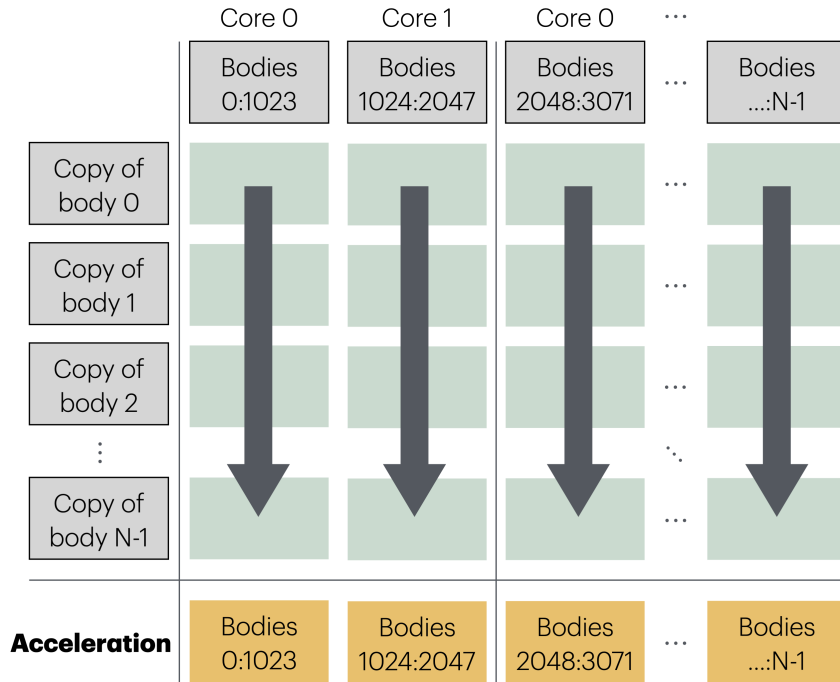 Core 0
Core 1
Core 0
...
Bodies
0:1023
Bodies
1024:2047
Bodies
2048:3071
...
Bodies
...:N-1
Copy of
body 0
...
Copy of
body 1
...
Copy of
body 2
...
Copy of
body N-1
...
Acceleration
Bodies
0:1023
Bodies
1024:2047
Bodies
2048:3071
...
Bodies
...:N-1